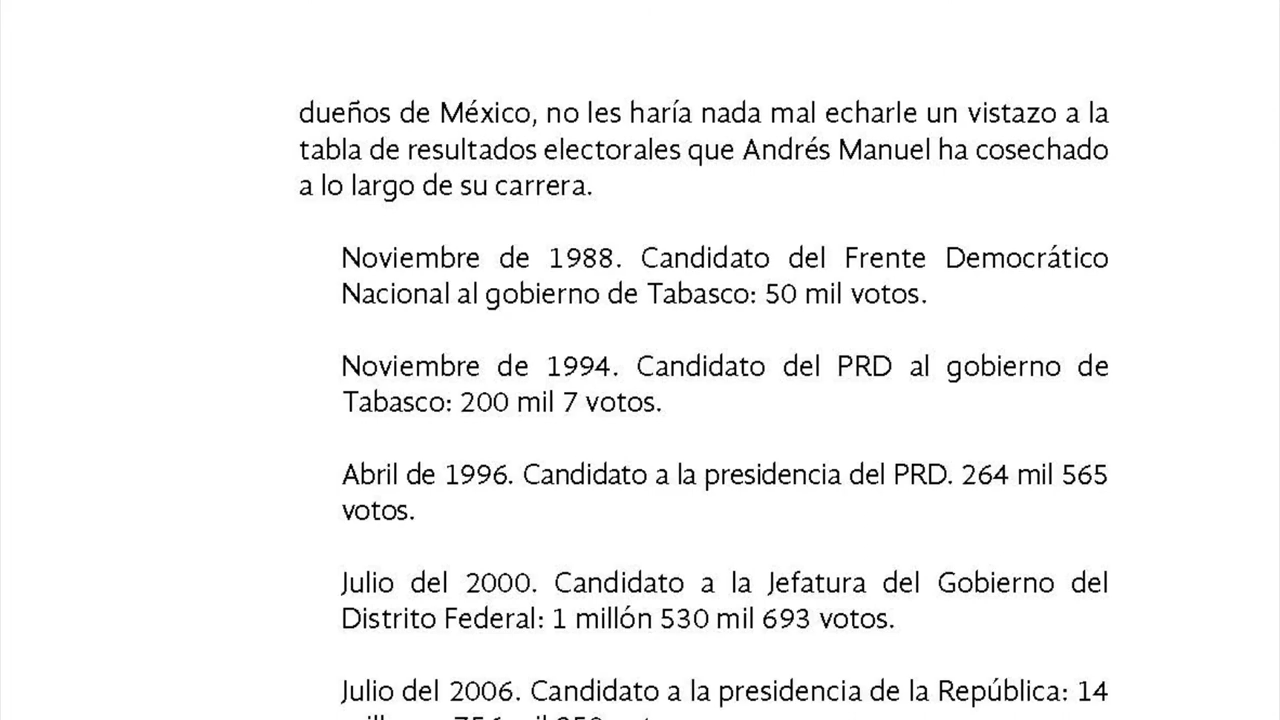 dueños de México, no les haría nada mal echarle un vistazo a la
tabla de resultados electorales que Andrés Manuel ha cosechado
a lo largo de su carrera.
Noviembre de 1988. Candidato del Frente Democrático
Nacional al gobierno de Tabasco: 50 mil votos.
Noviembre de 1994. Candidato del PRD al gobierno de
Tabasco: 200 mil 7 votos.
Abril de 1996. Candidato a la presidencia del PRD. 264 mil 565
votos.
Julio del 2000. Candidato a la Jefatura del Gobierno del
Distrito Federal: 1 millón 530 mil 693 votos.
Julio del 2006. Candidato a la presidencia de la República: 14